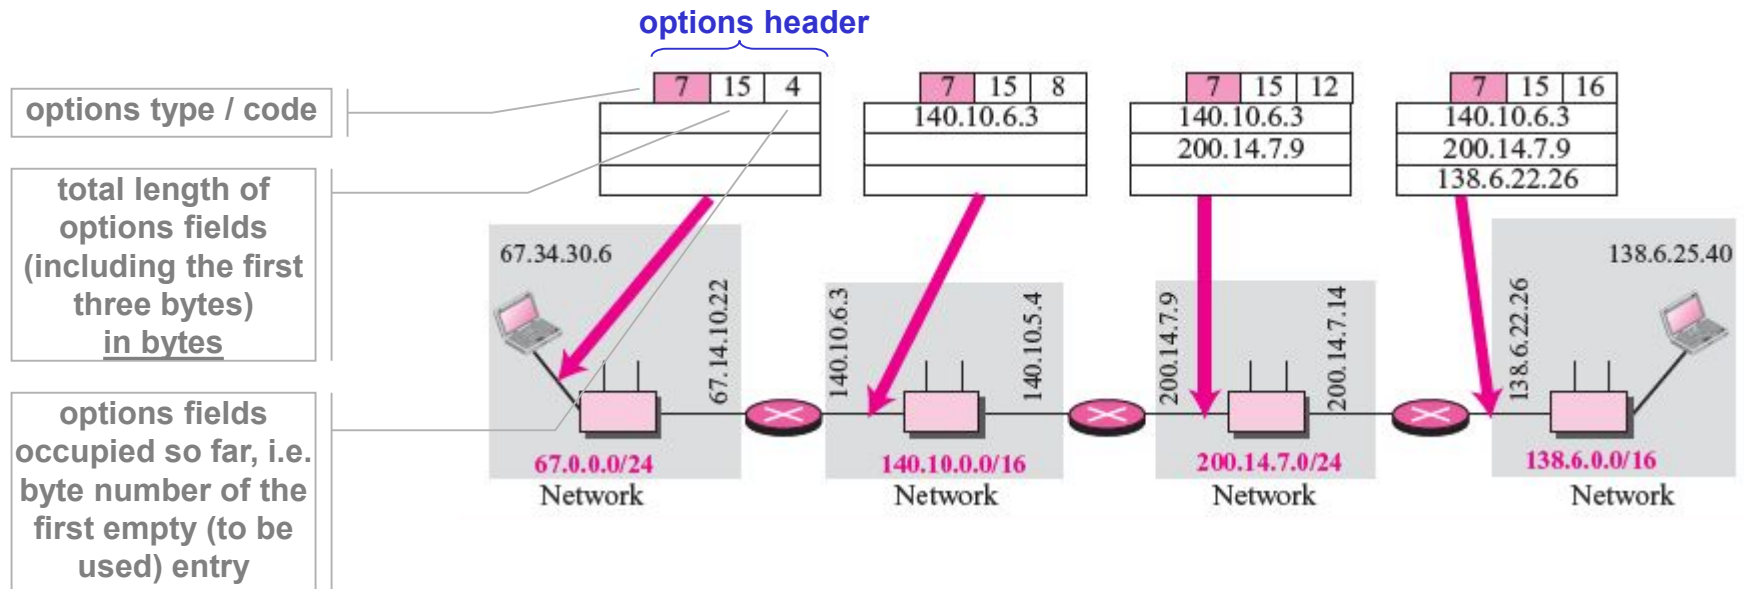 options header
options type / code
total length of
options fields
(including the first
three bytes)
in bytes
options fields
occupied so far, i.e.
byte number of the
first empty (to be
used) entry
7 15 4
7 15 8
140.10.6.3
7 15 12
140.10.6.3
200.14.7.9
7 15 16
140.10.6.3
200.14.7.9
138.6.22.26
67.34.30.6
67.14.10.22
67.0.0.0/24
Network
140.10.6.3
140.10.5.4
140.10.0.0/16
Network
200.14.7.9
200.14.7.14
200.14.7.0/24
Network
138.6.22.26
138.6.25.40
138.6.0.0/16
Network